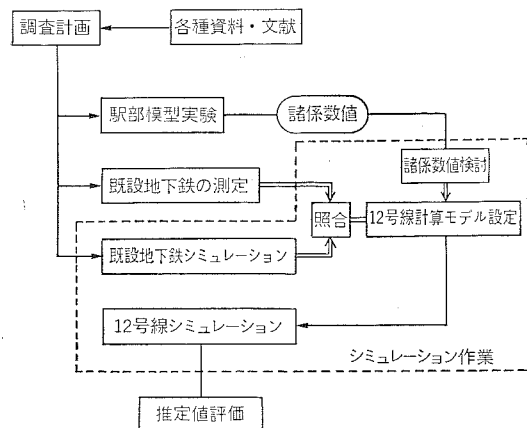 調査計画
各種資料・文献
駅部模型実験
諸係数値
諸係数値検討
既設地下鉄の測定
照合
12号線計算モデル設定
既設地下鉄シミュレーション
12号線シミュレーション
シミュレーション作業
推定値評価